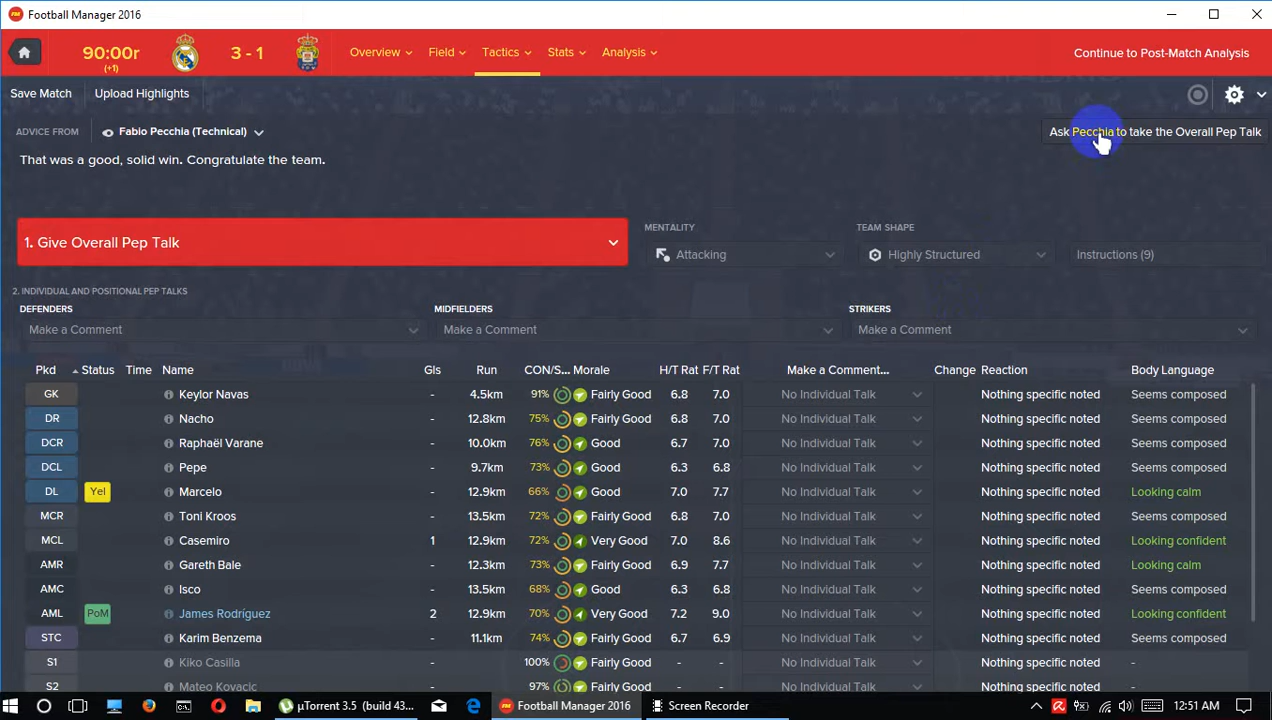 Football Manager 2016
90:00r
(+1)
3 - 1
Overview
Field
Tactics
Stats
Analysis
Continue to Post-Match Analysis
Save Match
Upload Highlights
ADVICE FROM
Fabio Pecchia (Technical)
Ask Pecchia to take the Overall Pep Talk
That was a good, solid win. Congratulate the team.
1. Give Overall Pep Talk
MENTALITY
Attacking
TEAM SHAPE
Highly Structured
Instructions (9)
2. INDIVIDUAL AND POSITIONAL PEP TALKS
DEFENDERS MIDFIELDERS STRIKERS
Make a Comment Make a Comment Make a Comment
Pkd Status Time Name Gls Run CON/S... Morale H/T Rat F/T Rat Make a Comment... Change Reaction Body Language
GK Keylor Navas - 4.5km 91% Fairly Good 6.8 7.0 No Individual Talk Nothing specific noted Seems composed
DR Nacho - 12.8km 75% Fairly Good 6.8 7.0 No Individual Talk Nothing specific noted Seems composed
DCR Raphaël Varane - 10.0km 76% Good 6.7 7.0 No Individual Talk Nothing specific noted Seems composed
DCL Pepe - 9.7km 73% Good 6.3 6.8 No Individual Talk Nothing specific noted Seems composed
DL Yel Marcelo - 12.9km 66% Good 7.0 7.7 No Individual Talk Nothing specific noted Looking calm
MCR Toni Kroos - 13.5km 72% Fairly Good 6.8 7.0 No Individual Talk Nothing specific noted Seems composed
MCL Casemiro 1 12.9km 72% Very Good 7.0 8.6 No Individual Talk Nothing specific noted Looking confident
AMR Gareth Bale - 12.3km 73% Fairly Good 6.9 7.7 No Individual Talk Nothing specific noted Looking calm
AMC Isco - 13.5km 68% Good 6.3 6.8 No Individual Talk Nothing specific noted Seems composed
AML PoM James Rodríguez 2 12.9km 70% Very Good 7.2 9.0 No Individual Talk Nothing specific noted Looking confident
STC Karim Benzema - 11.1km 74% Fairly Good 6.7 6.9 No Individual Talk Nothing specific noted Seems composed
S1 Kiko Casilla - 100% Fairly Good - - No Individual Talk Nothing specific noted -
S2 Mateo Kovacic - 97% Fairly Good - - No Individual Talk Nothing specific noted -
µTorrent 3.5 (build 43...
Football Manager 2016
Screen Recorder
12:51 AM